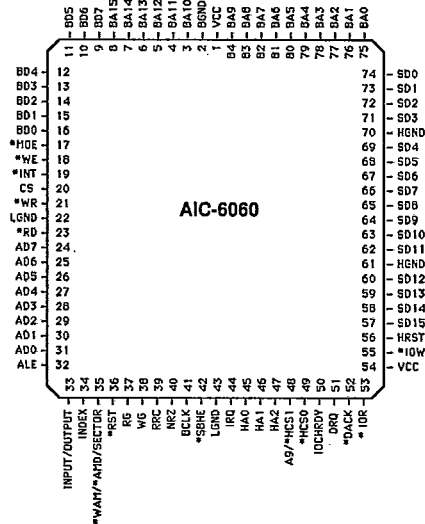 BD5 BD6 BD7 BA15 BA14 BA13 BA12 BA11 BA10 BGND VCC BA9 BA8 BA7 BA6 BA5 BA4 BA3 BA2 BA1 BA0
11 10 9 8 7 6 5 4 3 2 1 84 83 82 81 80 79 78 77 76 75
BD4 12
BD3 13
BD2 14
BD1 15
BD0 16
*MOE 17
*WE 18
*INT 19
CS 20
*WR 21
LGND 22
*RD 23
AD7 24
AD6 25
AD5 26
AD4 27
AD3 28
AD2 29
AD1 30
AD0 31
ALE 32
AIC-6060
74 SD0
73 SD1
72 SD2
71 SD3
70 HGND
69 SD4
68 SD5
67 SD6
66 SD7
65 SD8
64 SD9
63 SD10
62 SD11
61 HGND
60 SD12
59 SD13
58 SD14
57 SD15
56 HRST
55 *IOW
54 VCC
33 34 35 36 37 38 39 40 41 42 43 44 45 46 47 48 49 50 51 52 53
INPUT/OUTPUT INDEX *WAM/*AMD/SECTOR *RST RG WG RRC NRZ BCLK *SBHE LGND IRQ HA0 HA1 HA2 A9/*HCS1 *HCS0 IOCHRDY DRQ *DACK *IOR